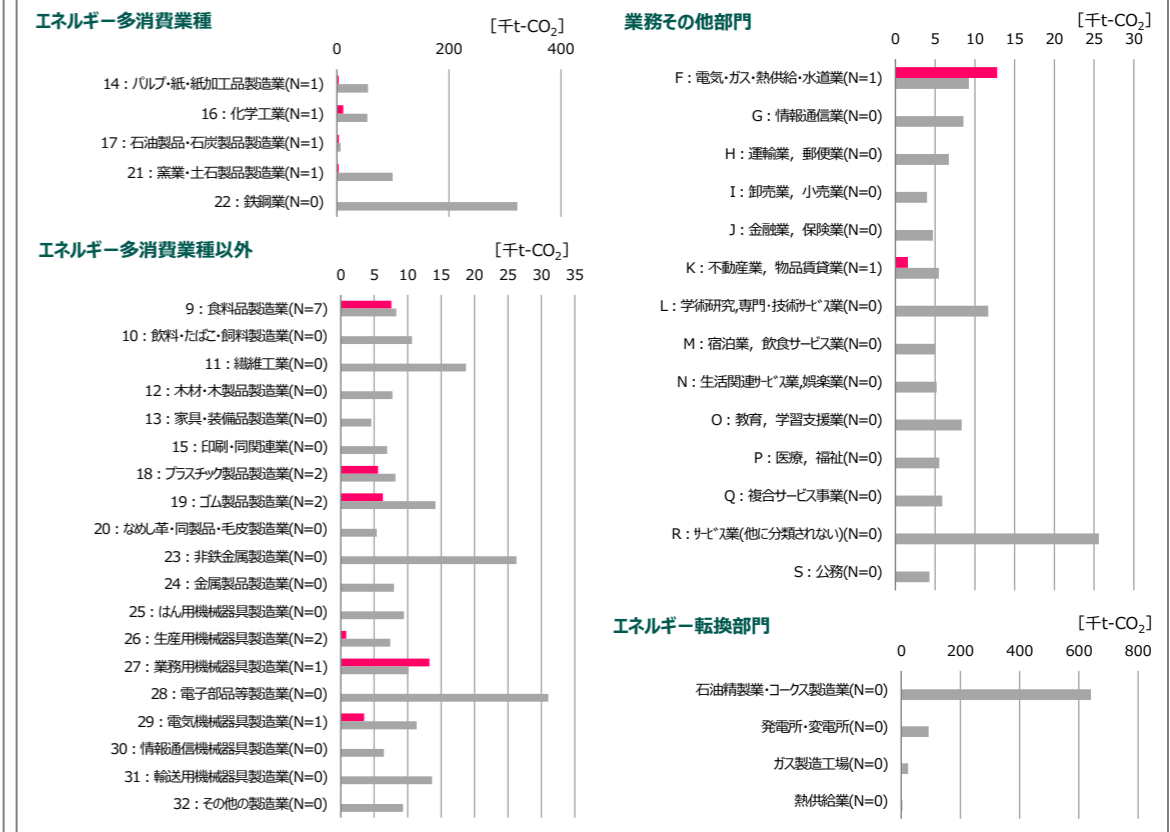 エネルギー多消費業種
[千t-CO₂]
0 200 400
14：パルプ・紙・紙加工品製造業(N=1)
16：化学工業(N=1)
17：石油製品・石炭製品製造業(N=1)
21：窯業・土石製品製造業(N=1)
22：鉄鋼業(N=0)
エネルギー多消費業種以外
[千t-CO₂]
0 5 10 15 20 25 30 35
9：食料品製造業(N=7)
10：飲料・たばこ・飼料製造業(N=0)
11：繊維工業(N=0)
12：木材・木製品製造業(N=0)
13：家具・装備品製造業(N=0)
15：印刷・同関連業(N=0)
18：プラスチック製品製造業(N=2)
19：ゴム製品製造業(N=2)
20：なめし革・同製品・毛皮製造業(N=0)
23：非鉄金属製造業(N=0)
24：金属製品製造業(N=0)
25：はん用機械器具製造業(N=0)
26：生産用機械器具製造業(N=2)
27：業務用機械器具製造業(N=1)
28：電子部品等製造業(N=0)
29：電気機械器具製造業(N=1)
30：情報通信機械器具製造業(N=0)
31：輸送用機械器具製造業(N=0)
32：その他の製造業(N=0)
業務その他部門
[千t-CO₂]
0 5 10 15 20 25 30
F：電気・ガス・熱供給・水道業(N=1)
G：情報通信業(N=0)
H：運輸業，郵便業(N=0)
I：卸売業，小売業(N=0)
J：金融業，保険業(N=0)
K：不動産業，物品賃貸業(N=1)
L：学術研究,専門・技術ｻｰﾋﾞｽ業(N=0)
M：宿泊業，飲食サービス業(N=0)
N：生活関連ｻｰﾋﾞｽ業,娯楽業(N=0)
O：教育，学習支援業(N=0)
P：医療，福祉(N=0)
Q：複合サービス事業(N=0)
R：ｻｰﾋﾞｽ業(他に分類されない)(N=0)
S：公務(N=0)
エネルギー転換部門
[千t-CO₂]
0 200 400 600 800
石油精製業・コークス製造業(N=0)
発電所・変電所(N=0)
ガス製造工場(N=0)
熱供給業(N=0)